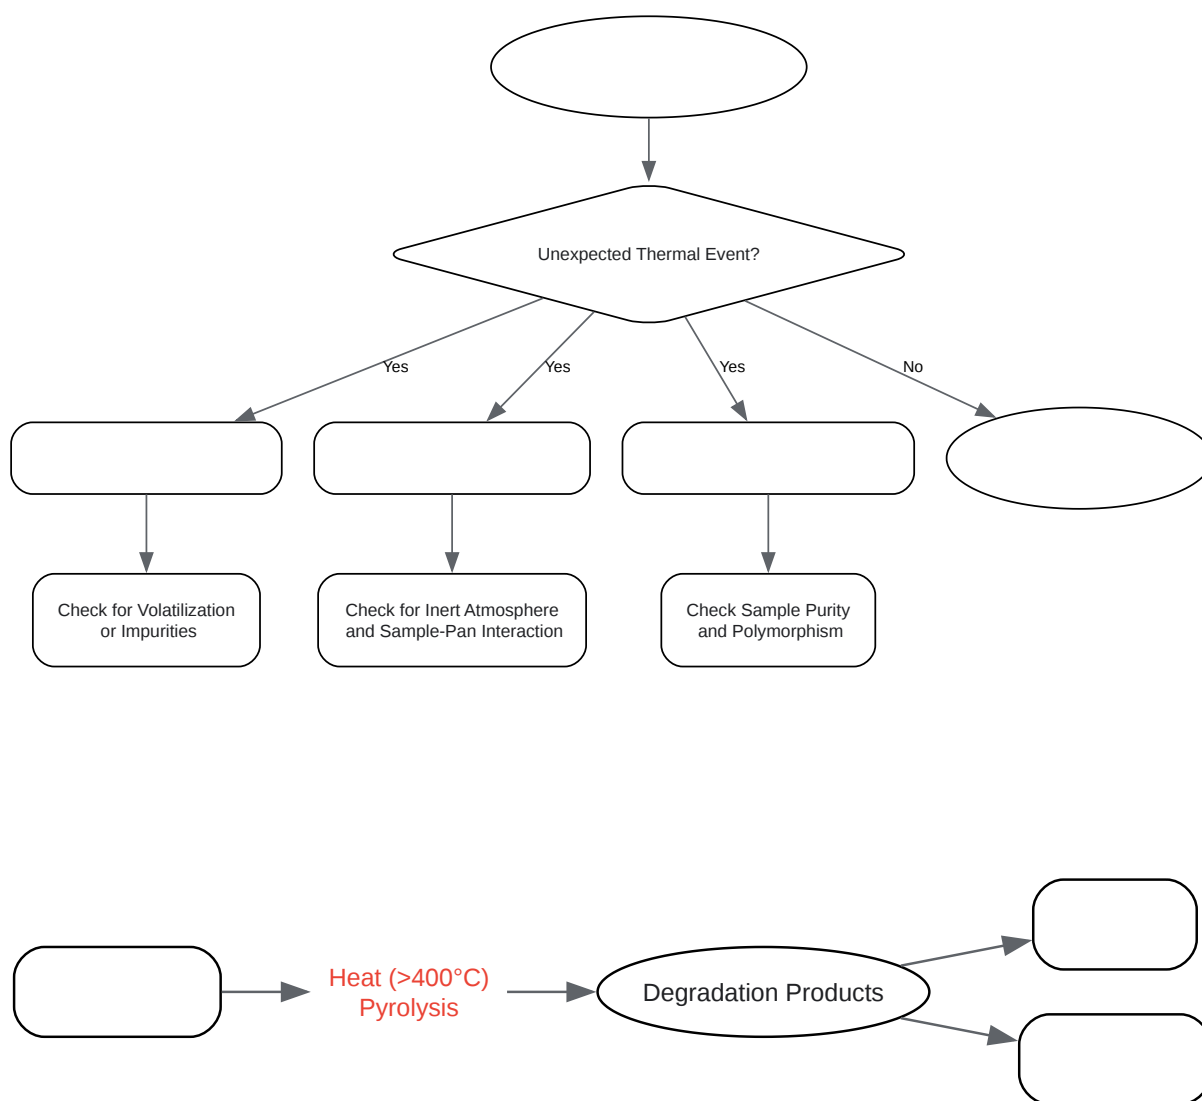 Unexpected Thermal Event?
Yes
Yes
Yes
No
Check for Volatilization
or Impurities
Check for Inert Atmosphere
and Sample-Pan Interaction
Check Sample Purity
and Polymorphism
Heat (>400°C)
Pyrolysis
Degradation Products